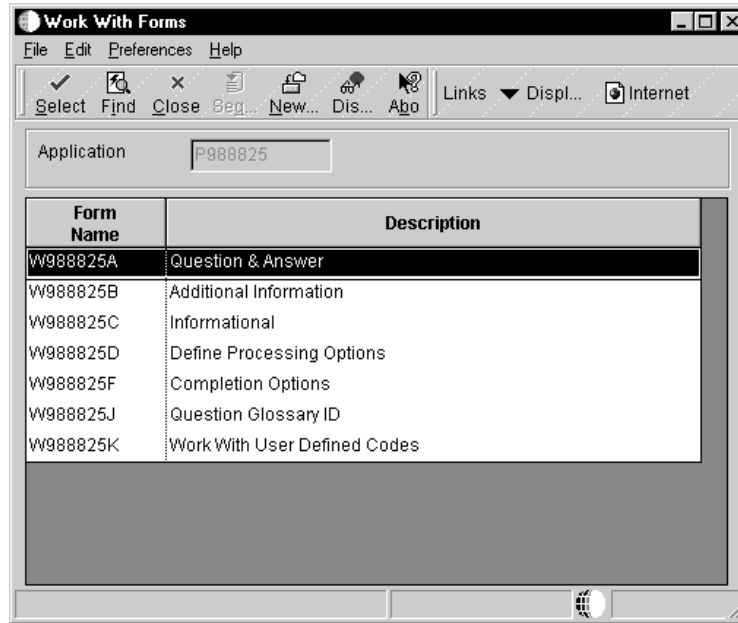 Work With Forms
File Edit Preferences Help
Select Find Close Seq... New... Dis... Abo Links Displ... Internet
Application P988825
Form Name Description
W988825A Question & Answer
W988825B Additional Information
W988825C Informational
W988825D Define Processing Options
W988825F Completion Options
W988825J Question Glossary ID
W988825K Work With User Defined Codes